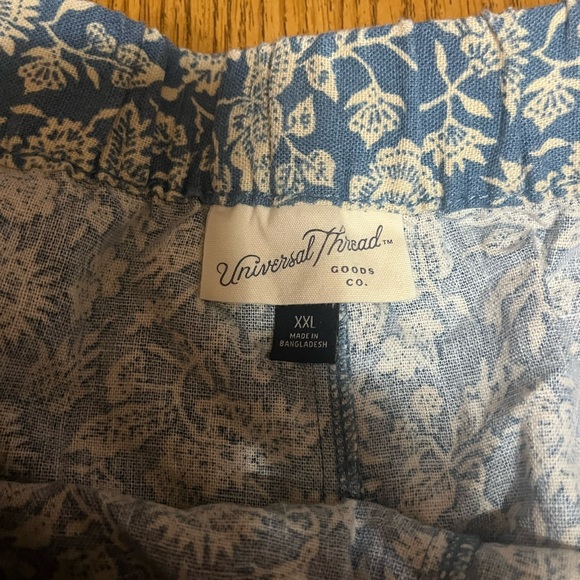 Universal Thread™
GOODS
CO.
XXL
MADE IN
BANGLADESH